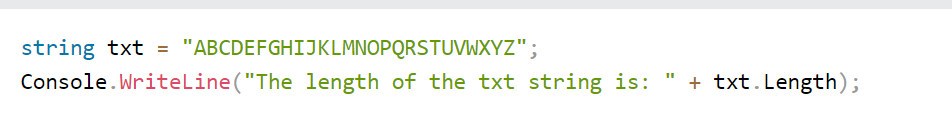 string txt = "ABCDEFGHIJKLMNOPQRSTUVWXYZ";
Console.WriteLine("The length of the txt string is: " + txt.Length);